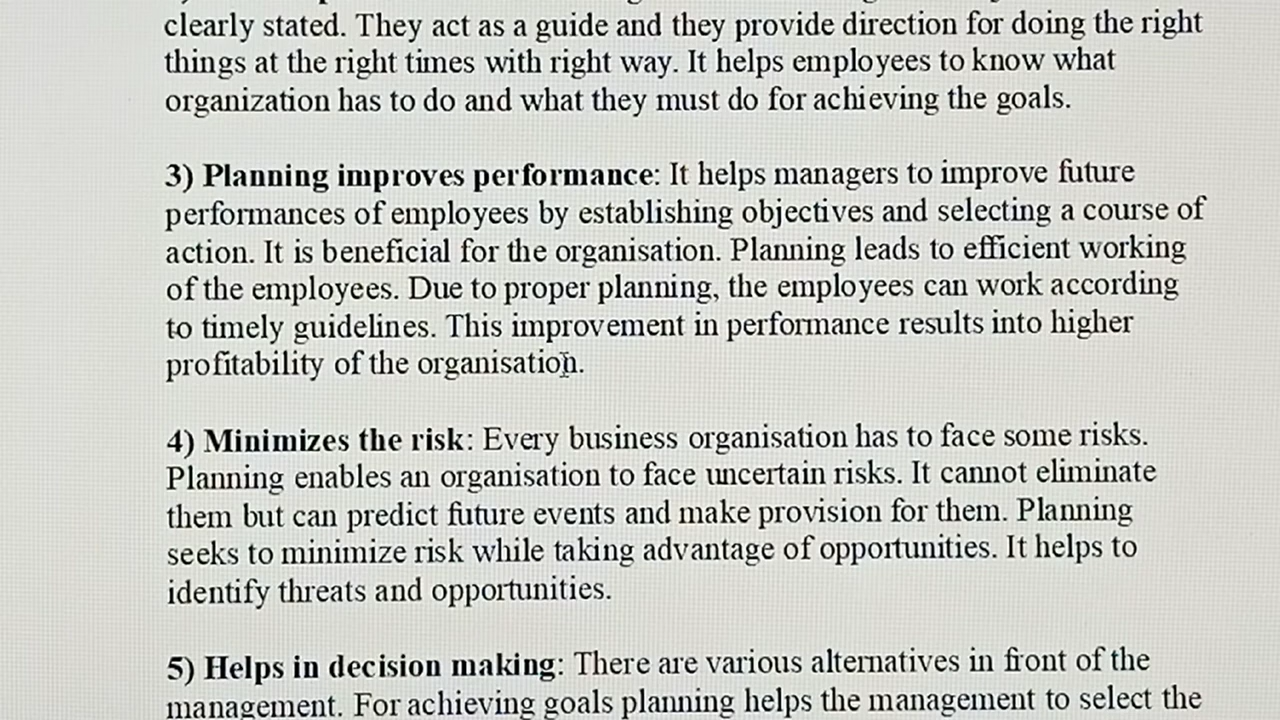 clearly stated. They act as a guide and they provide direction for doing the right
things at the right times with right way. It helps employees to know what
organization has to do and what they must do for achieving the goals.
3) Planning improves performance: It helps managers to improve future
performances of employees by establishing objectives and selecting a course of
action. It is beneficial for the organisation. Planning leads to efficient working
of the employees. Due to proper planning, the employees can work according
to timely guidelines. This improvement in performance results into higher
profitability of the organisation.
4) Minimizes the risk: Every business organisation has to face some risks.
Planning enables an organisation to face uncertain risks. It cannot eliminate
them but can predict future events and make provision for them. Planning
seeks to minimize risk while taking advantage of opportunities. It helps to
identify threats and opportunities.
5) Helps in decision making: There are various alternatives in front of the
management. For achieving goals planning helps the management to select the